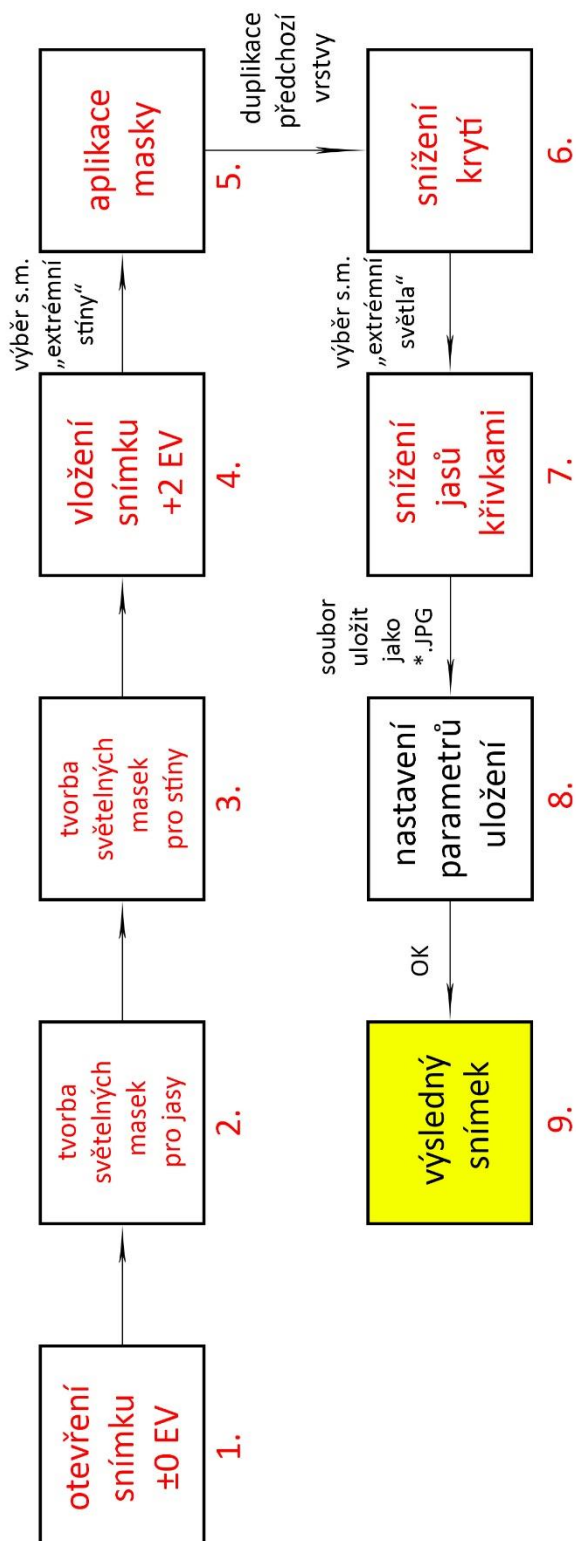 otevření
snímku
±0 EV
1.
tvorba
světelných
masek
pro jasy
2.
tvorba
světelných
masek
pro stíny
3.
vložení
snímku
+2 EV
4.
výběr s.m.
„extrémní
stíny“
aplikace
masky
5.
duplikace
předchozí
vrstvy
snížení
krytí
6.
výběr s.m.
„extrémní
světla“
snížení
jasů
křivkami
7.
soubor
uložit
jako
*.JPG
nastavení
parametrů
uložení
8.
OK
výsledný
snímek
9.